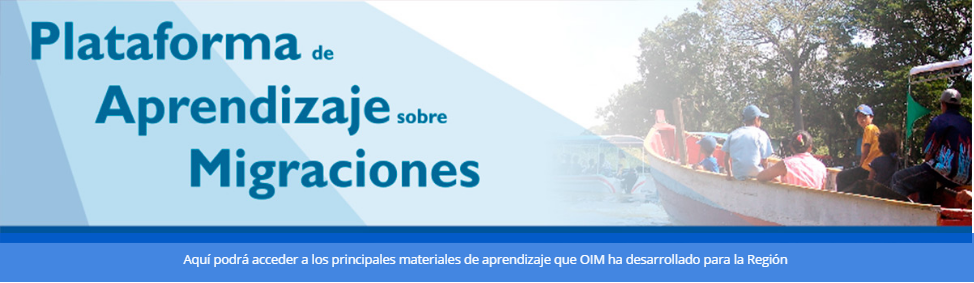 Plataforma de
Aprendizaje sobre
Migraciones
Aquí podrá acceder a los principales materiales de aprendizaje que OIM ha desarrollado para la Región